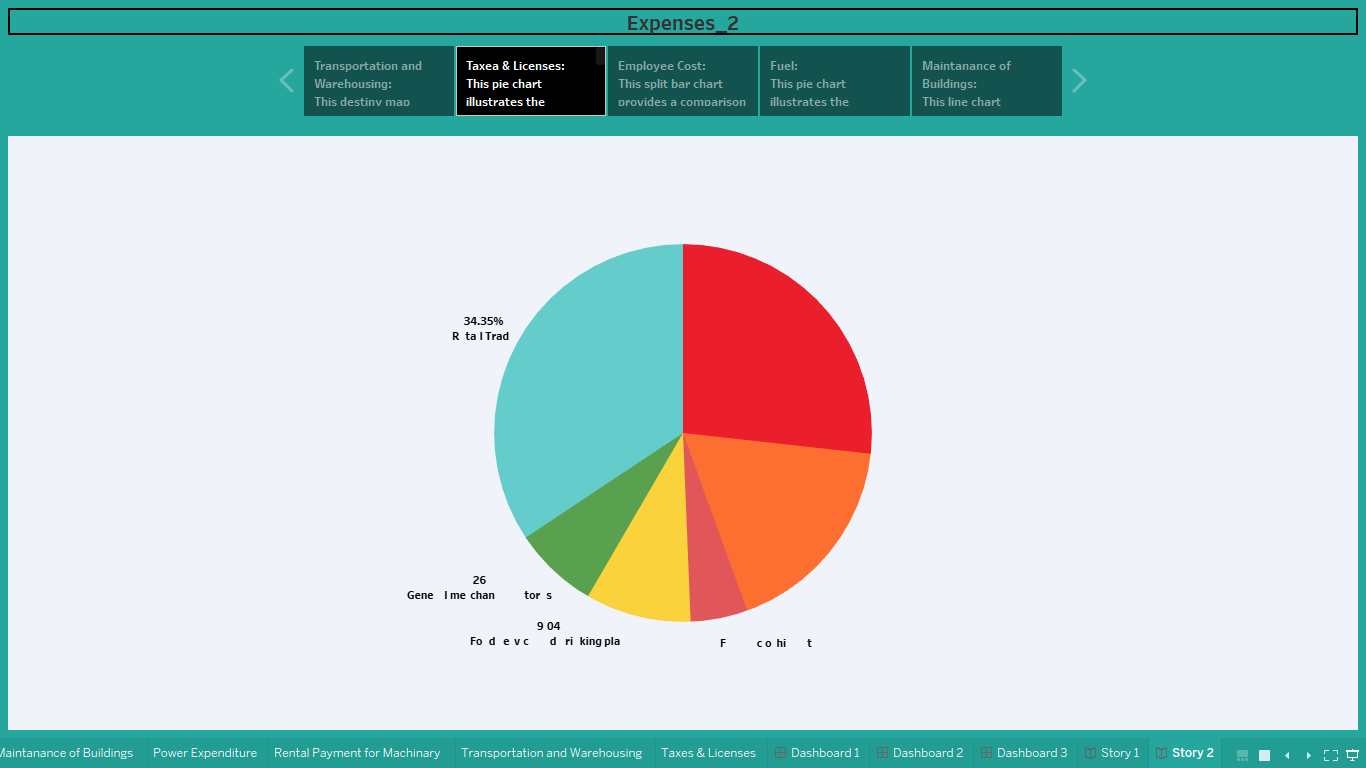 Expenses_2
Transportation and
Warehousing:
This destiny map
Taxea & Licenses:
This pie chart
illustrates the
Employee Cost:
This split bar chart
provides a comparison
Fuel:
This pie chart
illustrates the
Maintanance of
Buildings:
This line chart
34.35%
Maintanance of Buildings
Power Expenditure
Rental Payment for Machinary
Transportation and Warehousing
Taxes & Licenses
Dashboard 1
Dashboard 2
Dashboard 3
Story 1
Story 2